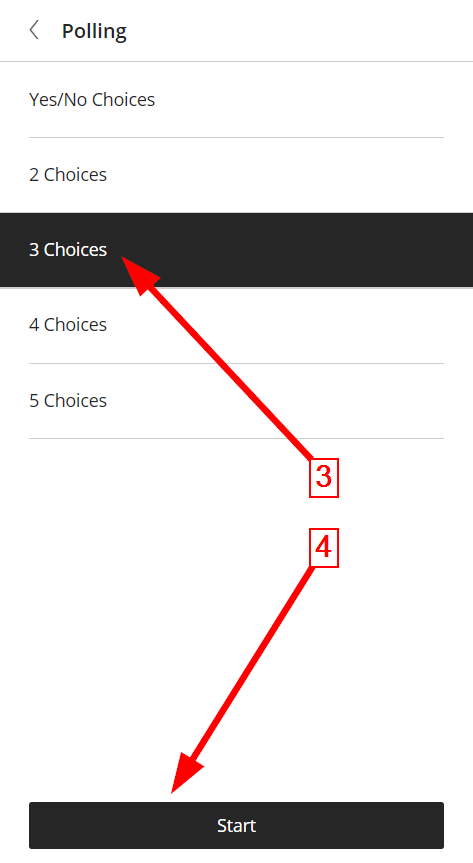 Polling
Yes/No Choices
2 Choices
3 Choices
4 Choices
5 Choices
3
4
Start